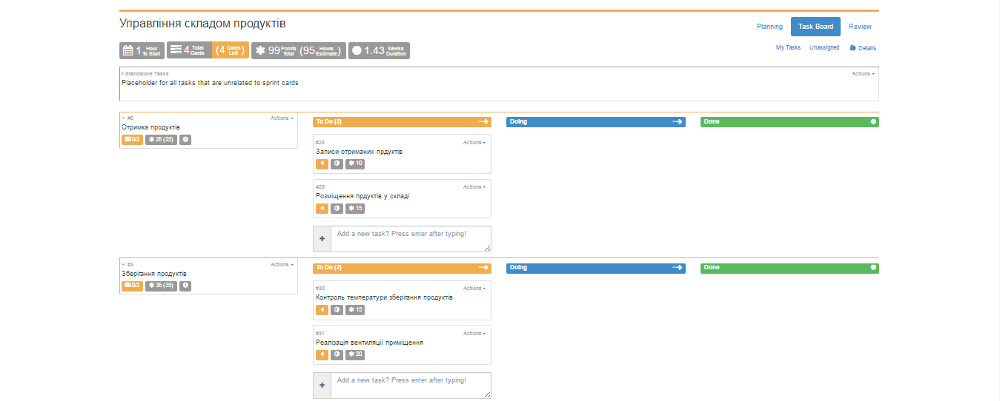 Управління складом продуктів
Planning Task Board Review
1 Hour To Start 4 Total Cards (4 Cards Left) 99 Points Total (95 Hours Estimate) 1.43 Weeks Duration
My Tasks Unassigned Details
Standalone Tasks Actions
Placeholder for all tasks that are unrelated to sprint cards
#6 Actions To Do (2) Doing Done
Отримка продуктів
0/2 26 (25)
#28 Actions
Записи отриманих прдуктів
10
#29 Actions
Розміщення прдуктів у складі
15
Add a new task? Press enter after typing!
#3 Actions To Do (2) Doing Done
Зберігання продуктів
0/2 36 (35)
#30 Actions
Контроль температури зберігання продуктів
15
#31 Actions
Реалізація вентиляції приміщення
20
Add a new task? Press enter after typing!